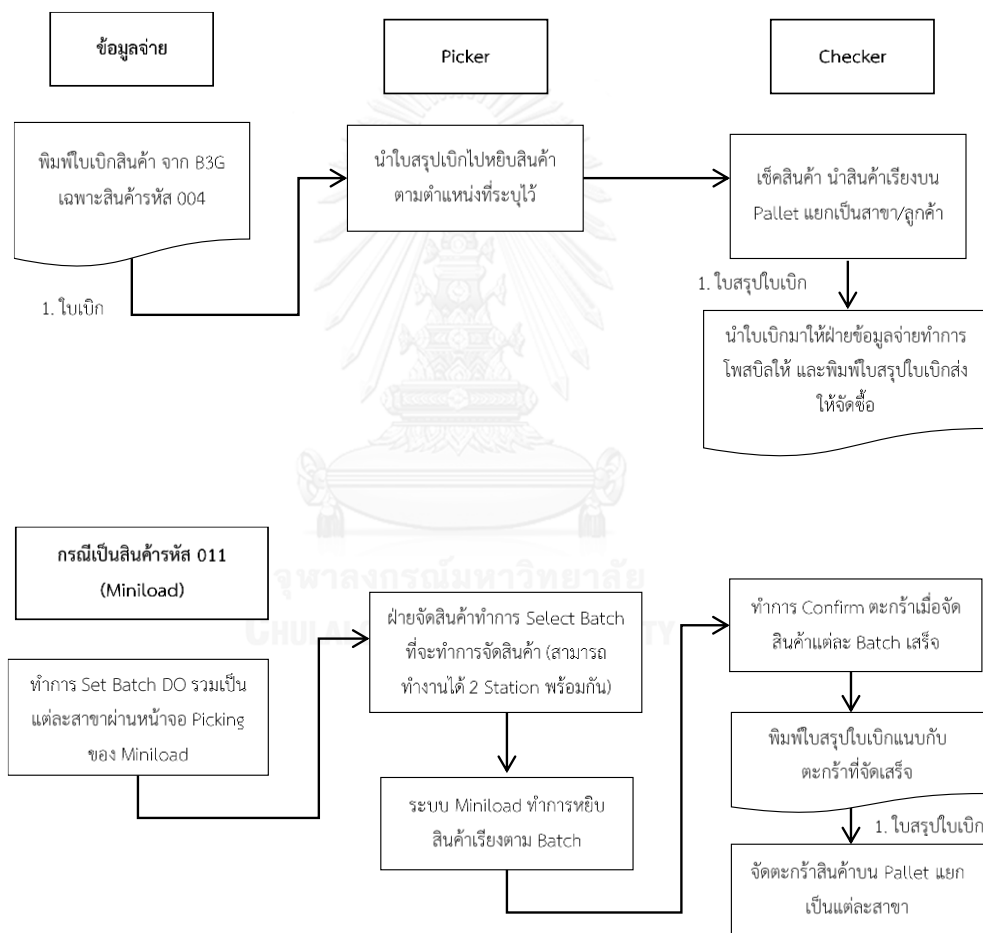 ข้อมูลจ่าย
Picker
Checker
พิมพ์ใบเบิกสินค้า จาก B3G
เฉพาะสินค้ารหัส 004
นำใบสรุปเบิกไปหยิบสินค้า
ตามตำแหน่งที่ระบุไว้
เช็คสินค้า นำสินค้าเรียงบน
Pallet แยกเป็นสาขา/ลูกค้า
1. ใบเบิก
1. ใบสรุปใบเบิก
นำใบเบิกมาให้ฝ่ายข้อมูลจ่ายทำการ
โพสบิลให้ และพิมพ์ใบสรุปใบเบิกส่ง
ให้จัดซื้อ
กรณีเป็นสินค้ารหัส 011
(Miniload)
จุฬาลงกรณ์มหาวิทยาลัย
ทำการ Set Batch DO รวมเป็น
แต่ละสาขาผ่านหน้าจอ Picking
ของ Miniload
ฝ่ายจัดสินค้าทำการ Select Batch
ที่จะทำการจัดสินค้า (สามารถ
ทำงานได้ 2 Station พร้อมกัน)
ระบบ Miniload ทำการหยิบ
สินค้าเรียงตาม Batch
ทำการ Confirm ตะกร้าเมื่อจัด
สินค้าแต่ละ Batch เสร็จ
พิมพ์ใบสรุปใบเบิกแนบกับ
ตะกร้าที่จัดเสร็จ
1. ใบสรุปใบเบิก
จัดตะกร้าสินค้าบน Pallet แยก
เป็นแต่ละสาขา